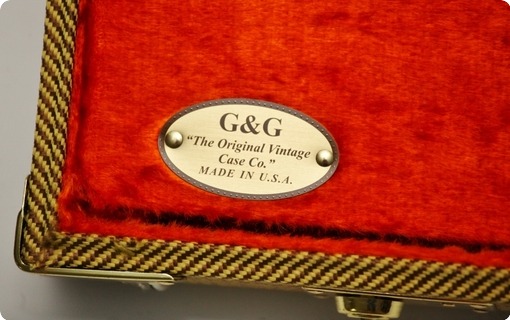 G&G
“The Original Vintage
Case Co.”
MADE IN U.S.A.